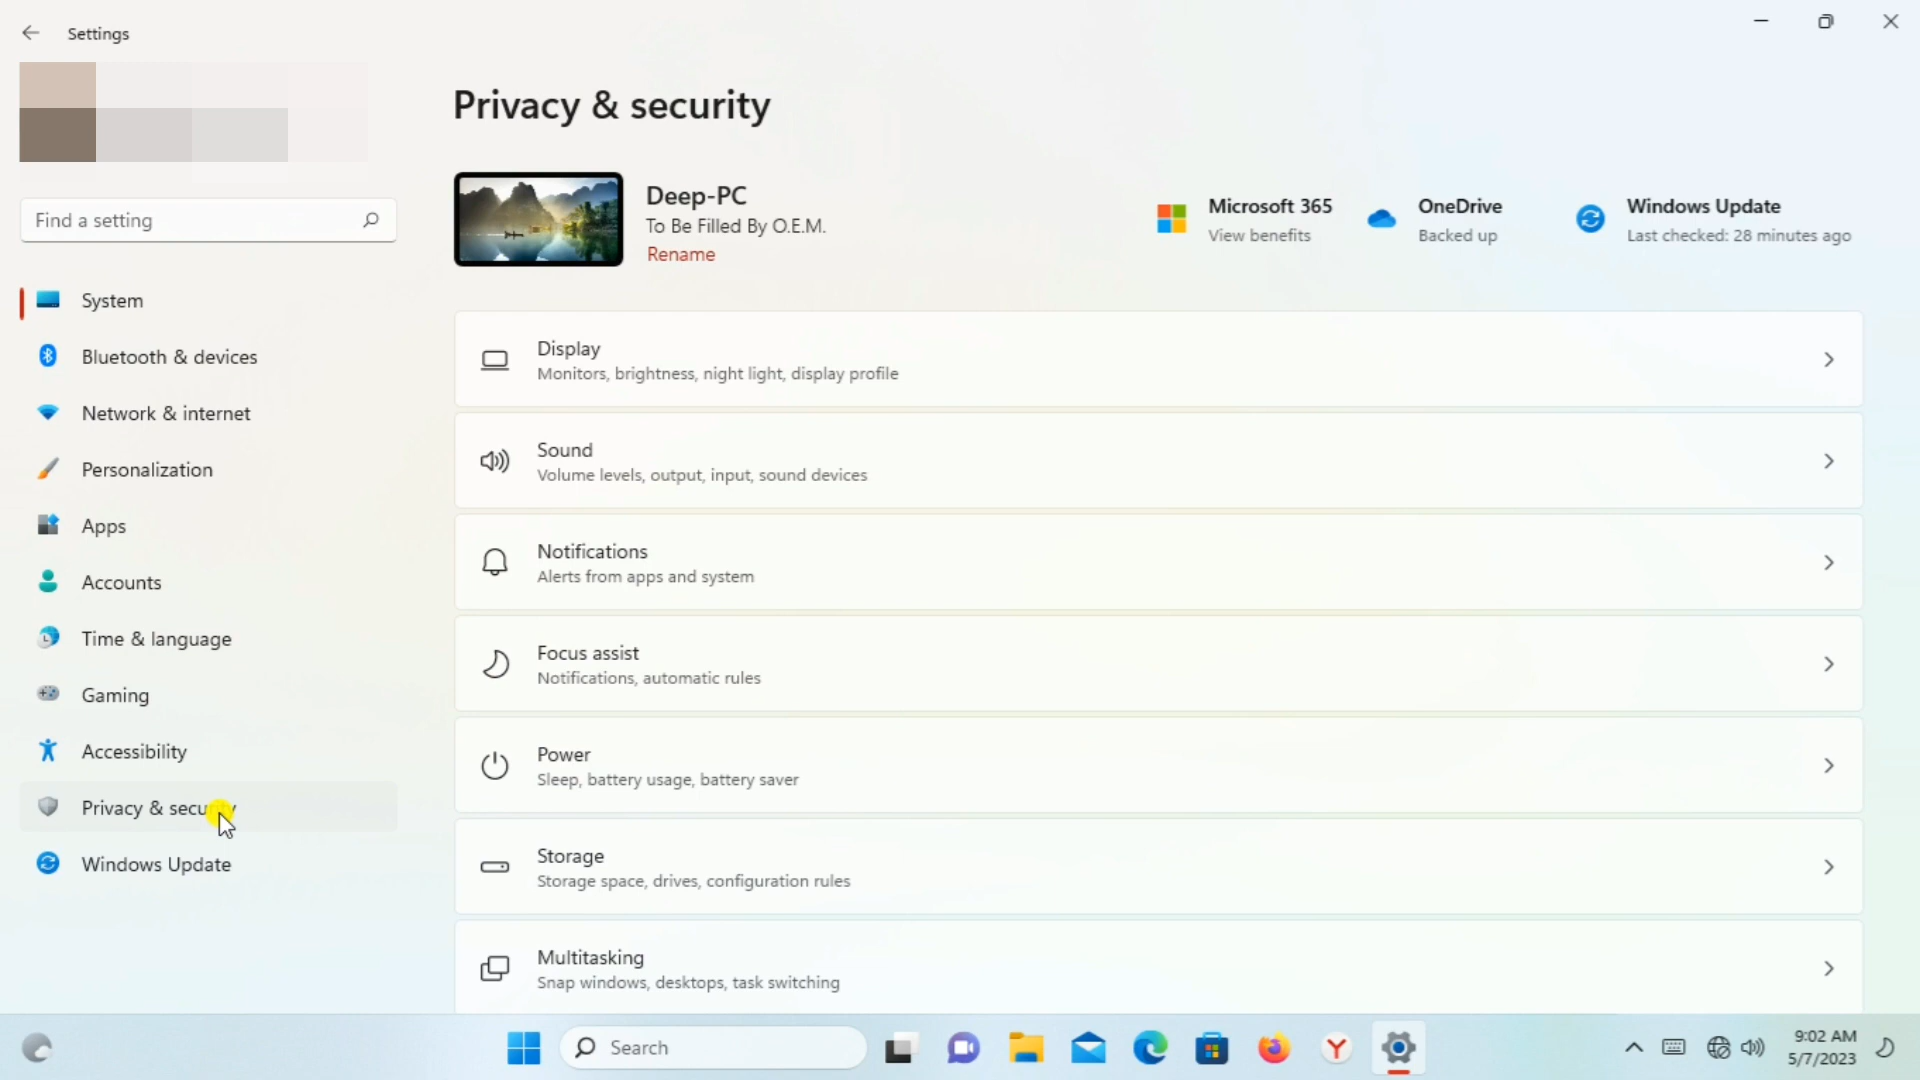 Settings
Find a setting
System
Bluetooth & devices
Network & internet
Personalization
Apps
Accounts
Time & language
Gaming
Accessibility
Privacy & security
Windows Update
Privacy & security
Deep-PC
To Be Filled By O.E.M.
Rename
Microsoft 365
View benefits
OneDrive
Backed up
Windows Update
Last checked: 28 minutes ago
Display
Monitors, brightness, night light, display profile
Sound
Volume levels, output, input, sound devices
Notifications
Alerts from apps and system
Focus assist
Notifications, automatic rules
Power
Sleep, battery usage, battery saver
Storage
Storage space, drives, configuration rules
Multitasking
Snap windows, desktops, task switching
Search
9:02 AM
5/7/2023